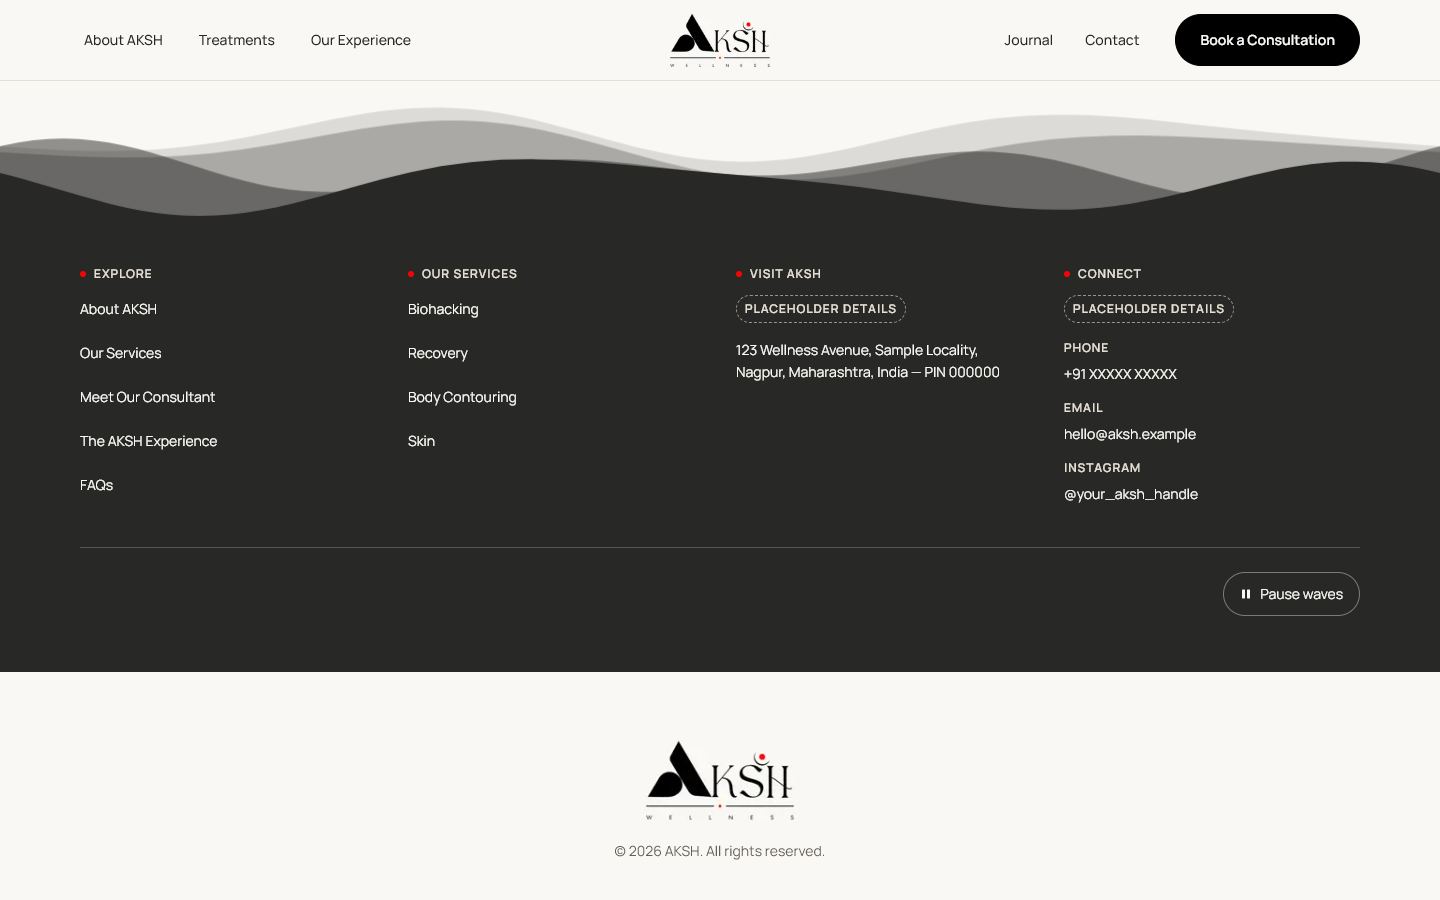 About AKSH
Treatments
Our Experience
AKSH
WELLNESS
Journal
Contact
Book a Consultation
EXPLORE
About AKSH
Our Services
Meet Our Consultant
The AKSH Experience
FAQs
OUR SERVICES
Biohacking
Recovery
Body Contouring
Skin
VISIT AKSH
PLACEHOLDER DETAILS
123 Wellness Avenue, Sample Locality,
Nagpur, Maharashtra, India — PIN 000000
CONNECT
PLACEHOLDER DETAILS
PHONE
+91 XXXXX XXXXX
EMAIL
hello@aksh.example
INSTAGRAM
@your_aksh_handle
Pause waves
AKSH
WELLNESS
© 2026 AKSH. All rights reserved.